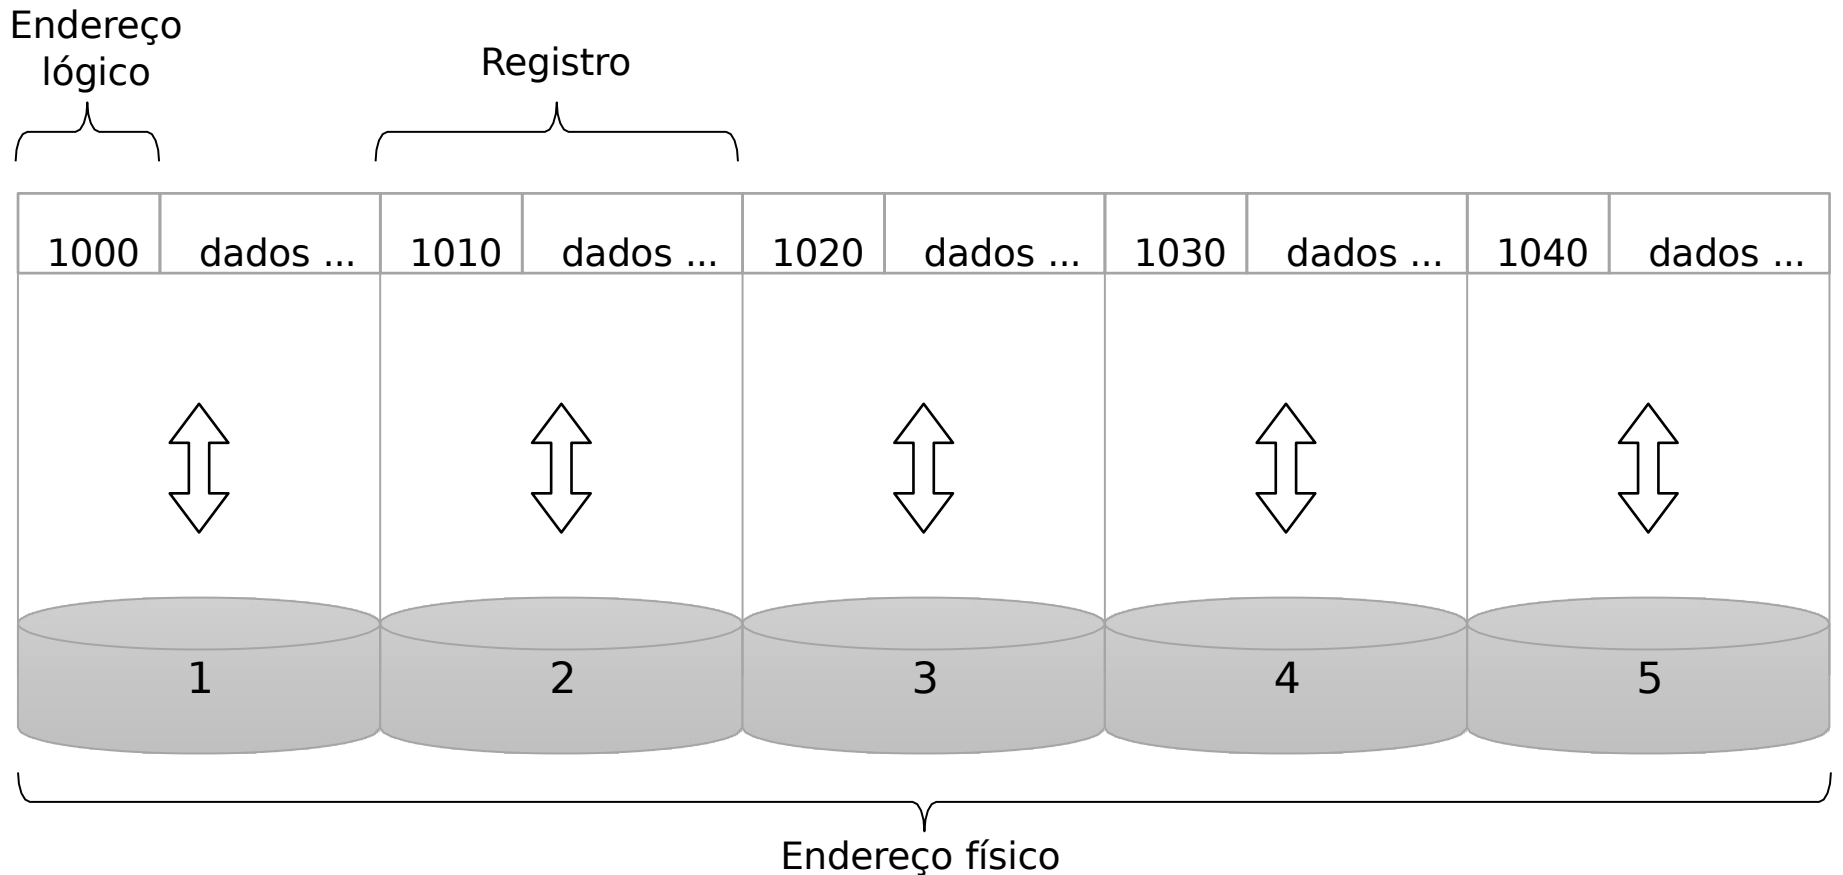 Endereço
lógico
Registro
1000 dados ... 1010 dados ... 1020 dados ... 1030 dados ... 1040 dados ...
1 2 3 4 5
Endereço físico